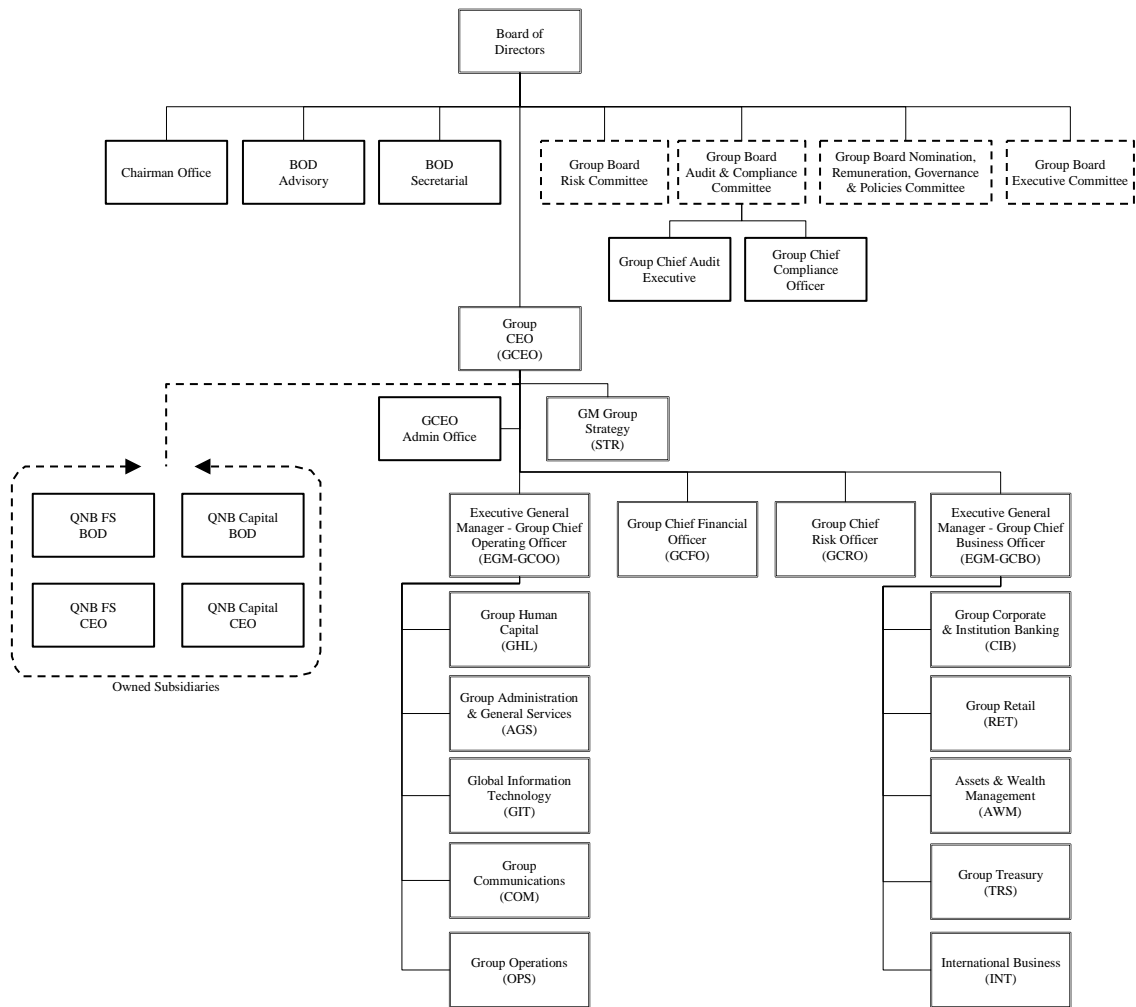 Board of
Directors
Chairman Office
BOD
Advisory
BOD
Secretarial
Group Board
Risk Committee
Group Board
Audit & Compliance
Committee
Group Board Nomination,
Remuneration, Governance
& Policies Committee
Group Board
Executive Committee
Group Chief Audit
Executive
Group Chief
Compliance
Officer
Group
CEO
(GCEO)
GCEO
Admin Office
GM Group
Strategy
(STR)
QNB FS
BOD
QNB Capital
BOD
QNB FS
CEO
QNB Capital
CEO
Owned Subsidiaries
Executive General
Manager - Group Chief
Operating Officer
(EGM-GCOO)
Group Chief Financial
Officer
(GCFO)
Group Chief
Risk Officer
(GCRO)
Executive General
Manager - Group Chief
Business Officer
(EGM-GCBO)
Group Human
Capital
(GHL)
Group Administration
& General Services
(AGS)
Global Information
Technology
(GIT)
Group
Communications
(COM)
Group Operations
(OPS)
Group Corporate
& Institution Banking
(CIB)
Group Retail
(RET)
Assets & Wealth
Management
(AWM)
Group Treasury
(TRS)
International Business
(INT)